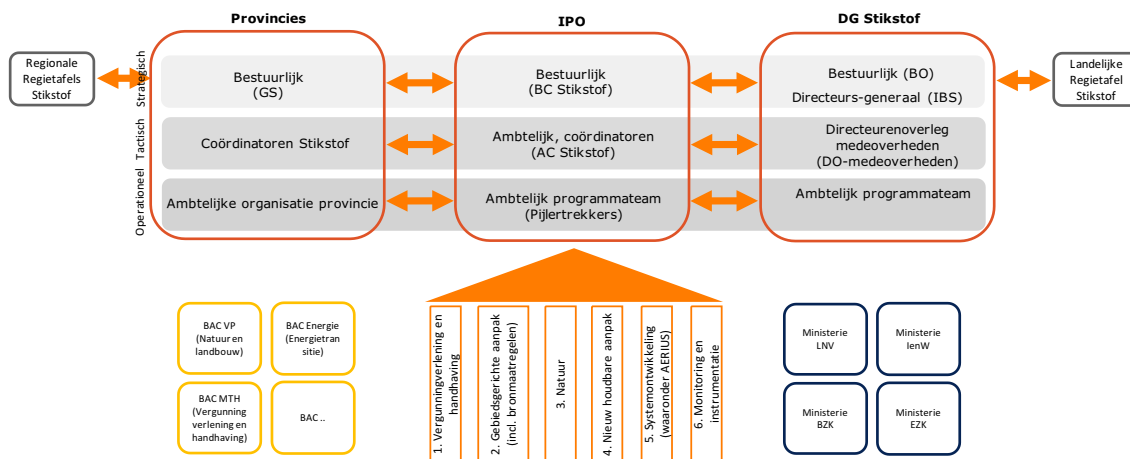 Provincies
IPO
DG Stikstof
Regionale
Regietafels
Stikstof
Strategisch
Bestuurlijk
(GS)
Bestuurlijk
(BC Stikstof)
Bestuurlijk (BO)
Directeurs-generaal (IBS)
Landelijke
Regietafel
Stikstof
Tactisch
Coördinatoren Stikstof
Ambtelijk, coördinatoren
(AC Stikstof)
Directeurenoverleg
medeoverheden
(DO-medeoverheden)
Operationeel
Ambtelijke organisatie provincie
Ambtelijk programmateam
(Pijlertrekkers)
Ambtelijk programmateam
BAC VP
(Natuur en
landbouw)
BAC Energie
(Energietran
sitie)
BAC MTH
(Vergunning
verlening en
handhaving)
BAC ..
1. Vergunningverlening en
handhaving
2. Gebiedsgerichte aanpak
(incl. bronmaatregelen)
3. Natuur
4. Nieuw houdbare aanpak
5. Systemontwikkeling
(waaronder AERIUS)
6. Monitoring en
instrumentatie
Ministerie
LNV
Ministerie
IenW
Ministerie
BZK
Ministerie
EZK